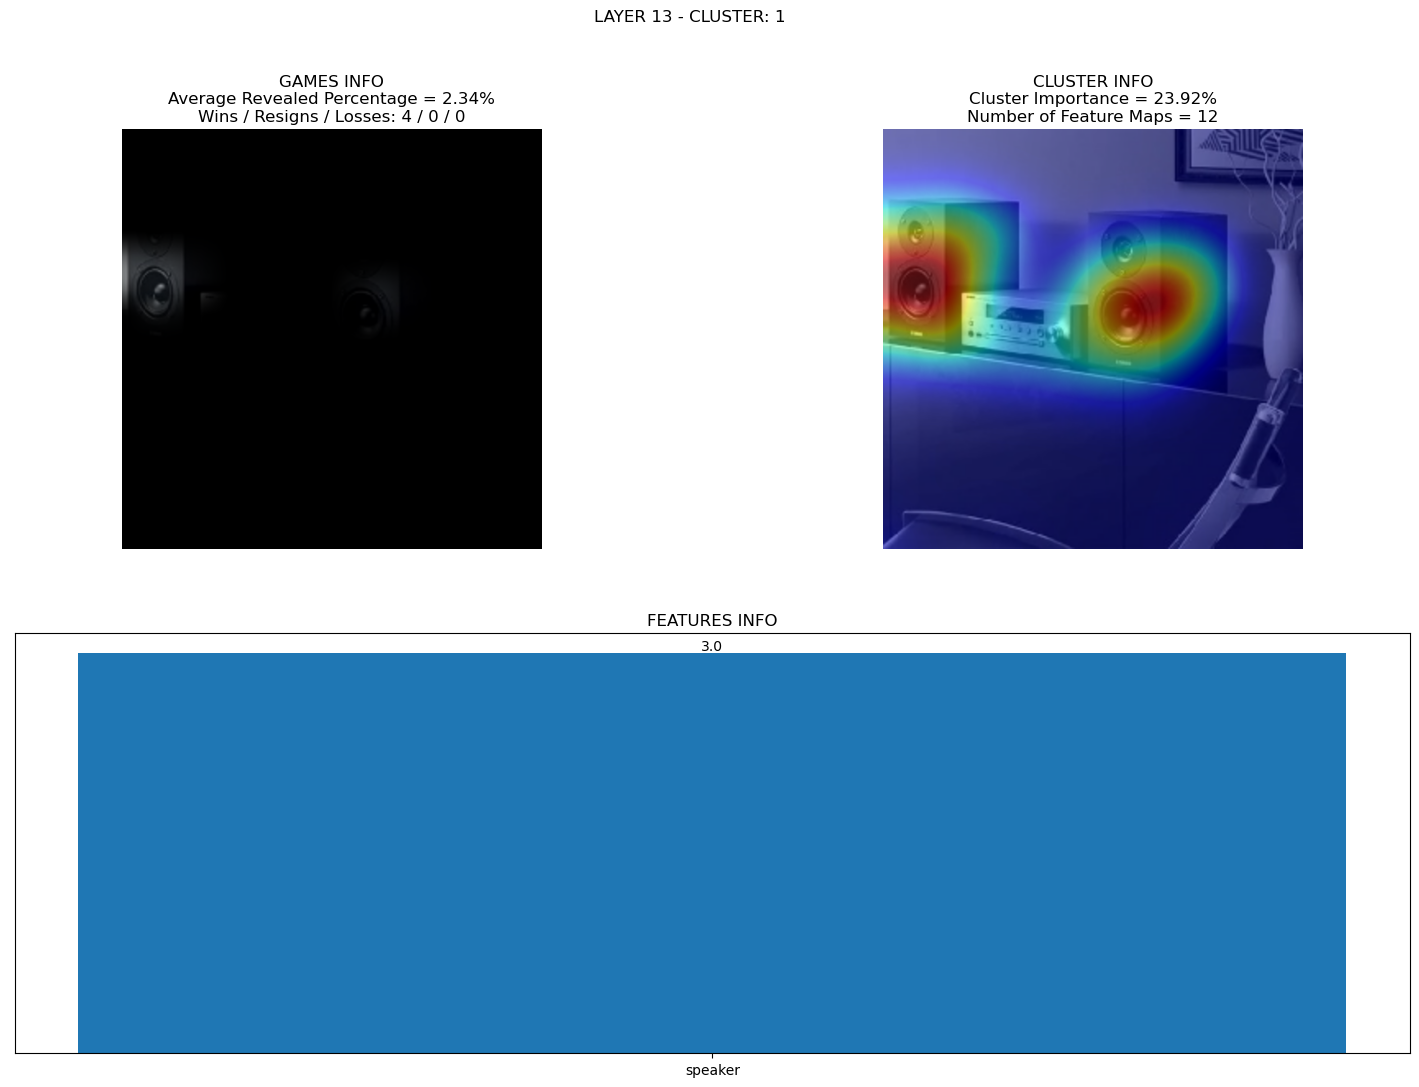 LAYER 13 - CLUSTER: 1
GAMES INFO
Average Revealed Percentage = 2.34%
Wins / Resigns / Losses: 4 / 0 / 0
CLUSTER INFO
Cluster Importance = 23.92%
Number of Feature Maps = 12
FEATURES INFO
3.0
speaker